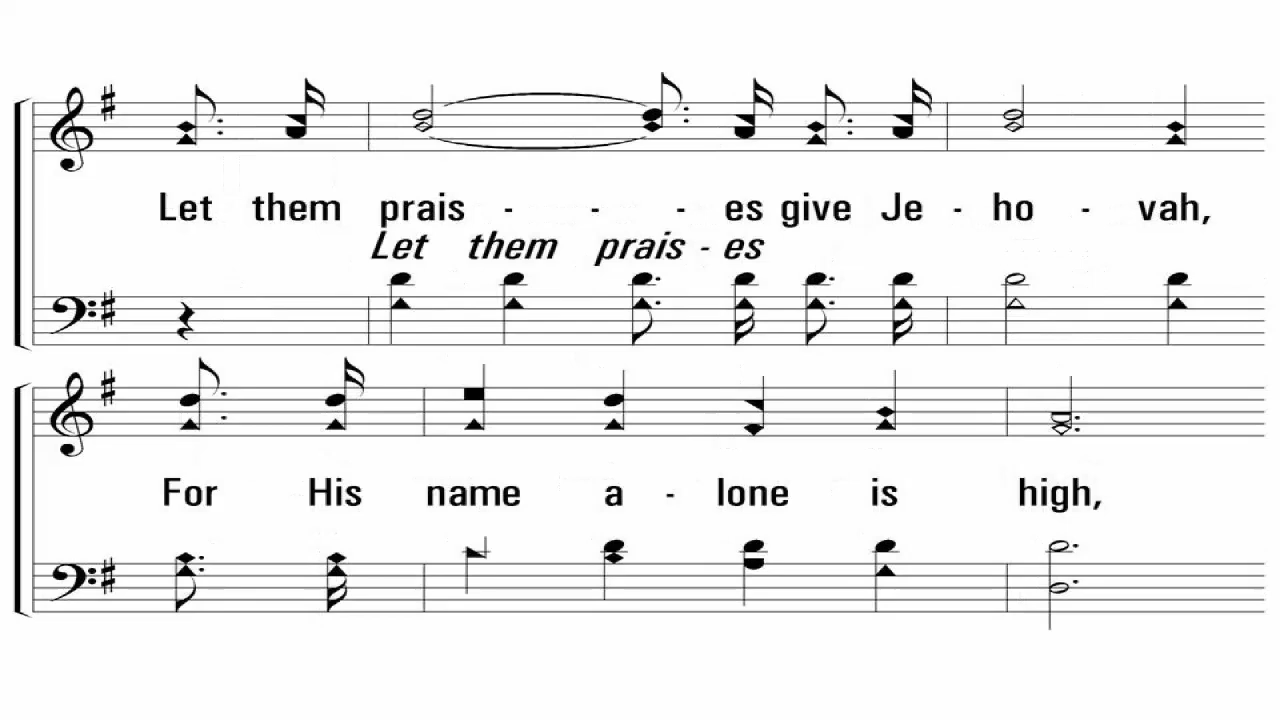 Let them prais - - - es give Je - ho - vah,
Let them prais - es
For His name a - lone is high,